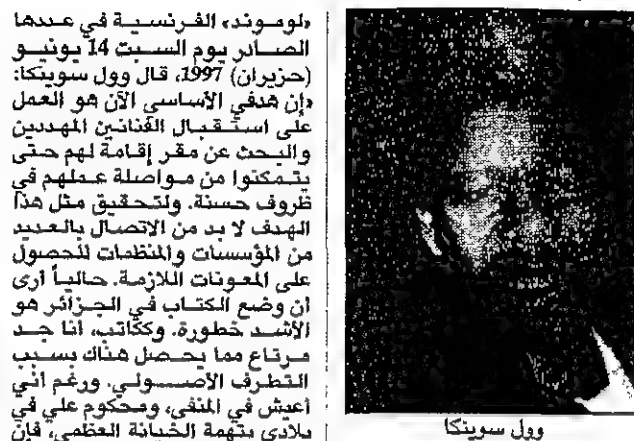 «لوموند» الفرنسية في عددها
الصادر يوم السبت 14 يونيو
(حزيران) 1997، قال وول سوينكا:
«إن هدفي الأساسي الآن هو العمل
على استقبال الفنانين المهددين
والبحث عن مقر إقامة لهم حتى
يتمكنوا من مواصلة عملهم في
ظروف حسنة. ولتحقيق مثل هذا
الهدف لا بد من الاتصال بالعديد
من المؤسسات والمنظمات للحصول
على المعونات اللازمة. حالياً أرى
أن وضع الكتاب في الجزائر هو
الأشد خطورة. وككاتب، أنا جد
مرتاع مما يحصل هناك بسبب
التطرف الأصولي. ورغم أني
أعيش في المنفى، ومحكوم علي في
بلادي بتهمة الخيانة العظمى، فإن
وول سوينكا